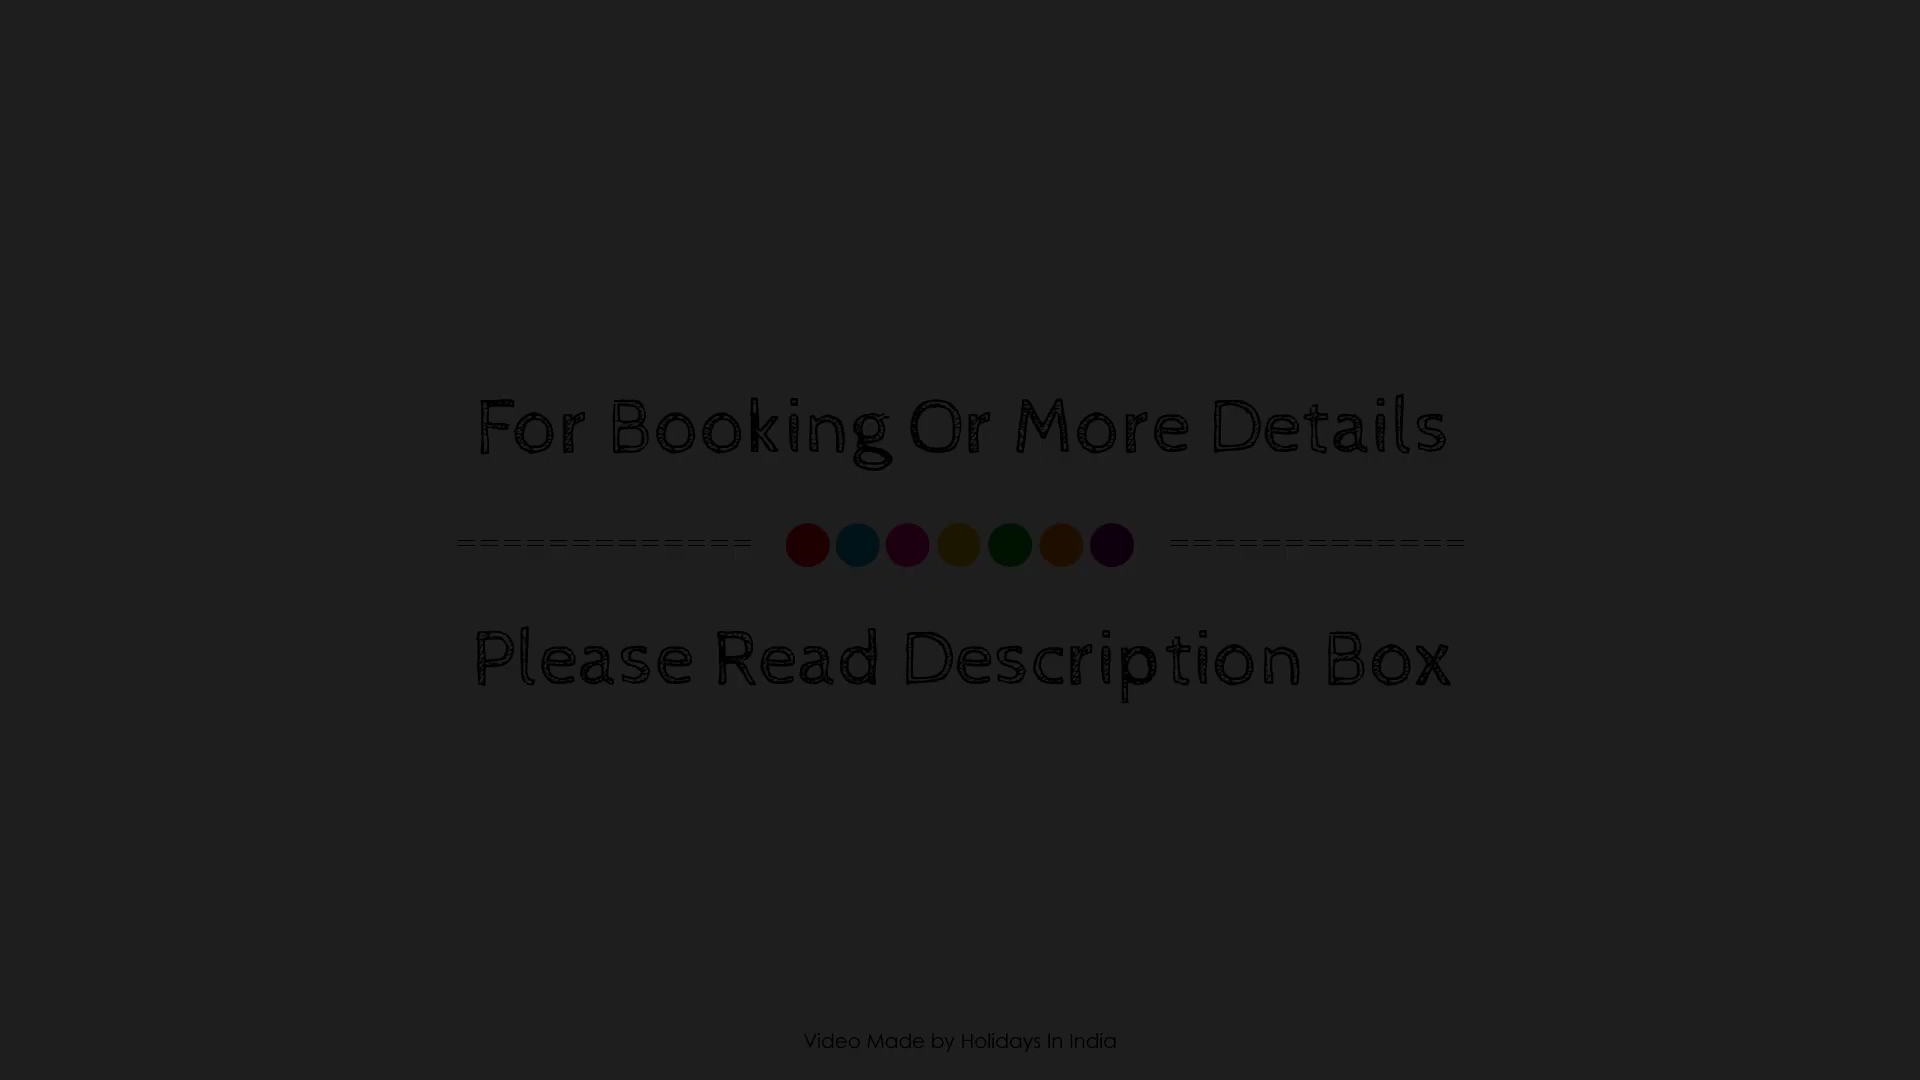 For Booking Or More Details
============= =============
Please Read Description Box
Video Made by Holidays In India